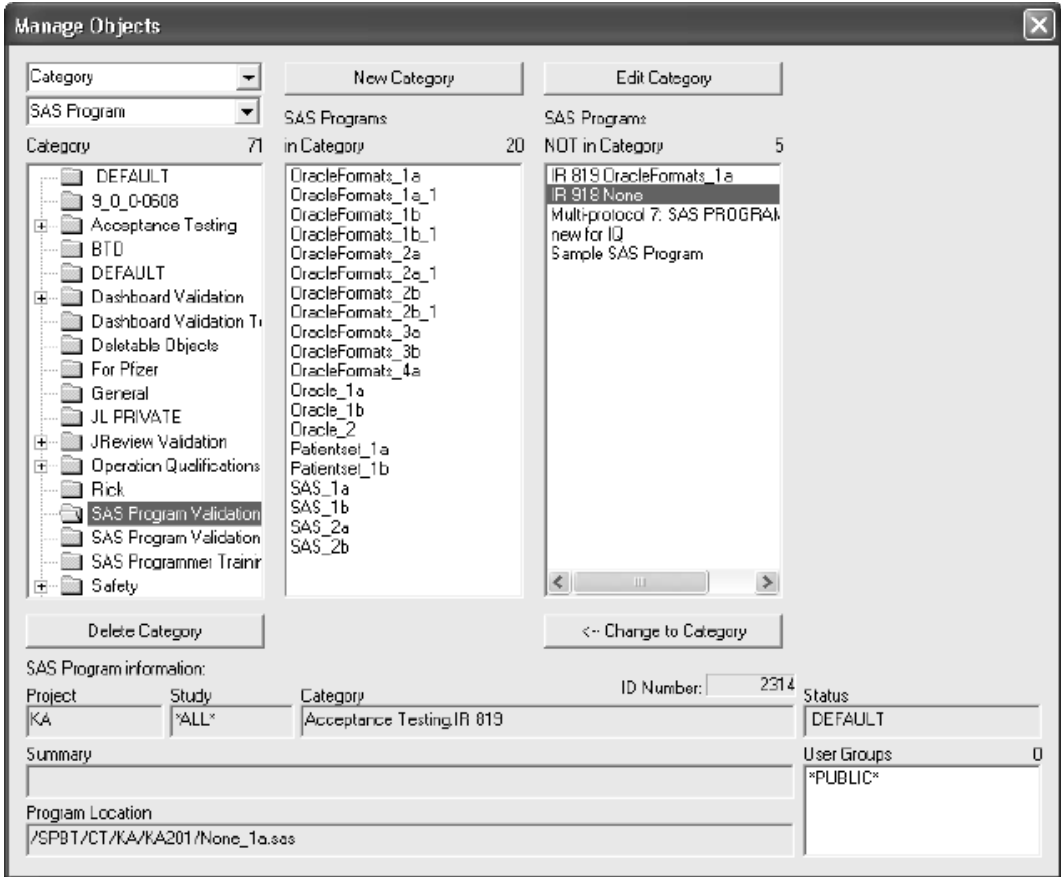 Manage Objects
Category
New Category
Edit Category
SAS Program
SAS Programs
SAS Programs
Category 71
in Category 20
NOT in Category 5
DEFAULT
9_0_0-0608
Acceptance Testing
BTD
DEFAULT
Dashboard Validation
Dashboard Validation T
Deletable Objects
For Pfizer
General
JL PRIVATE
JReview Validation
Operation Qualifications
Rick
SAS Program Validation
SAS Program Validation
SAS Programmer Trainin
Safety
OracleFormats_1a
OracleFormats_1a_1
OracleFormats_1b
OracleFormats_1b_1
OracleFormats_2a
OracleFormats_2a_1
OracleFormats_2b
OracleFormats_2b_1
OracleFormats_3a
OracleFormats_3b
OracleFormats_4a
Oracle_1a
Oracle_1b
Oracle_2
Patientset_1a
Patientset_1b
SAS_1a
SAS_1b
SAS_2a
SAS_2b
IR 819 OracleFormats_1a
IR 918 None
Multi-protocol 7: SAS PROGRAM
new for IQ
Sample SAS Program
Delete Category
<-- Change to Category
SAS Program information:
Project
Study
Category
ID Number: 2314
Status
KA
*ALL*
Acceptance Testing.IR 819
DEFAULT
Summary
User Groups 0
*PUBLIC*
Program Location
/SPBT/CT/KA/KA201/None_1a.sas